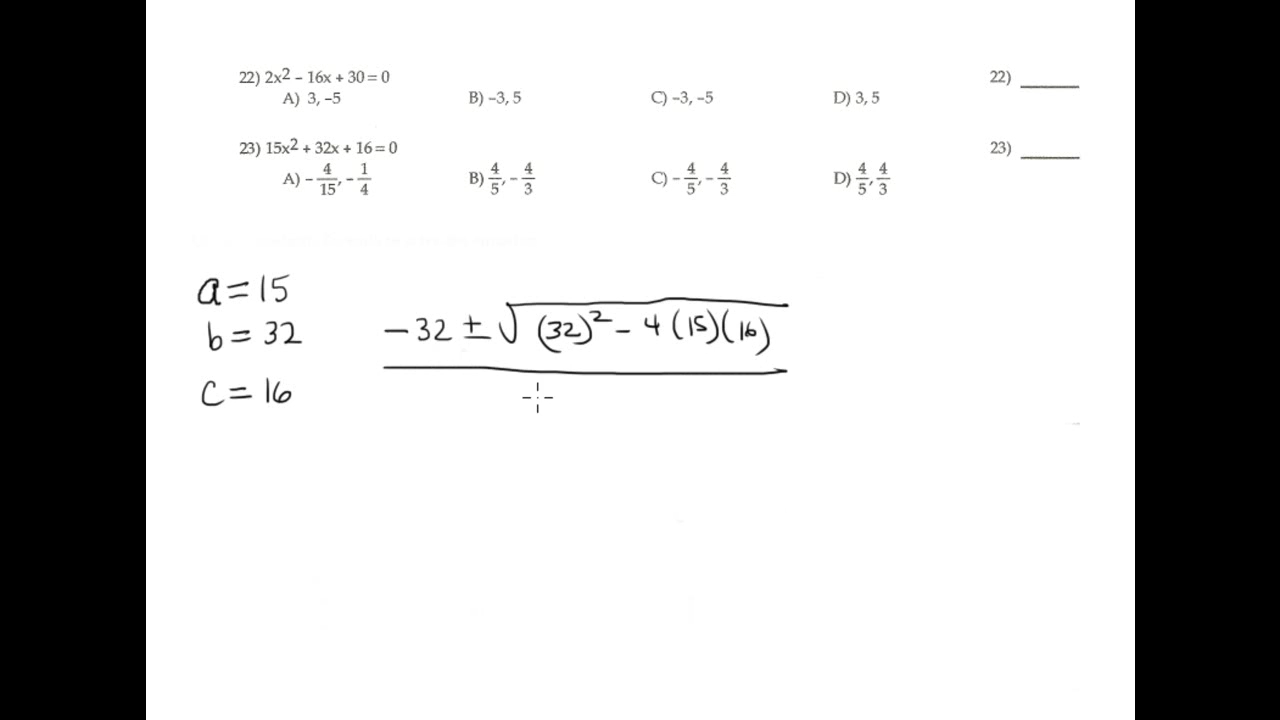 22) 2x² – 16x + 30 = 0 22) ______
A) 3, –5 B) –3, 5 C) –3, –5 D) 3, 5
23) 15x² + 32x + 16 = 0 23) ______
A) – 4/15, – 1/4 B) 4/5, – 4/3 C) – 4/5, – 4/3 D) 4/5, 4/3
a = 15
b = 32
c = 16
–32 ± √(32)² – 4(15)(16)